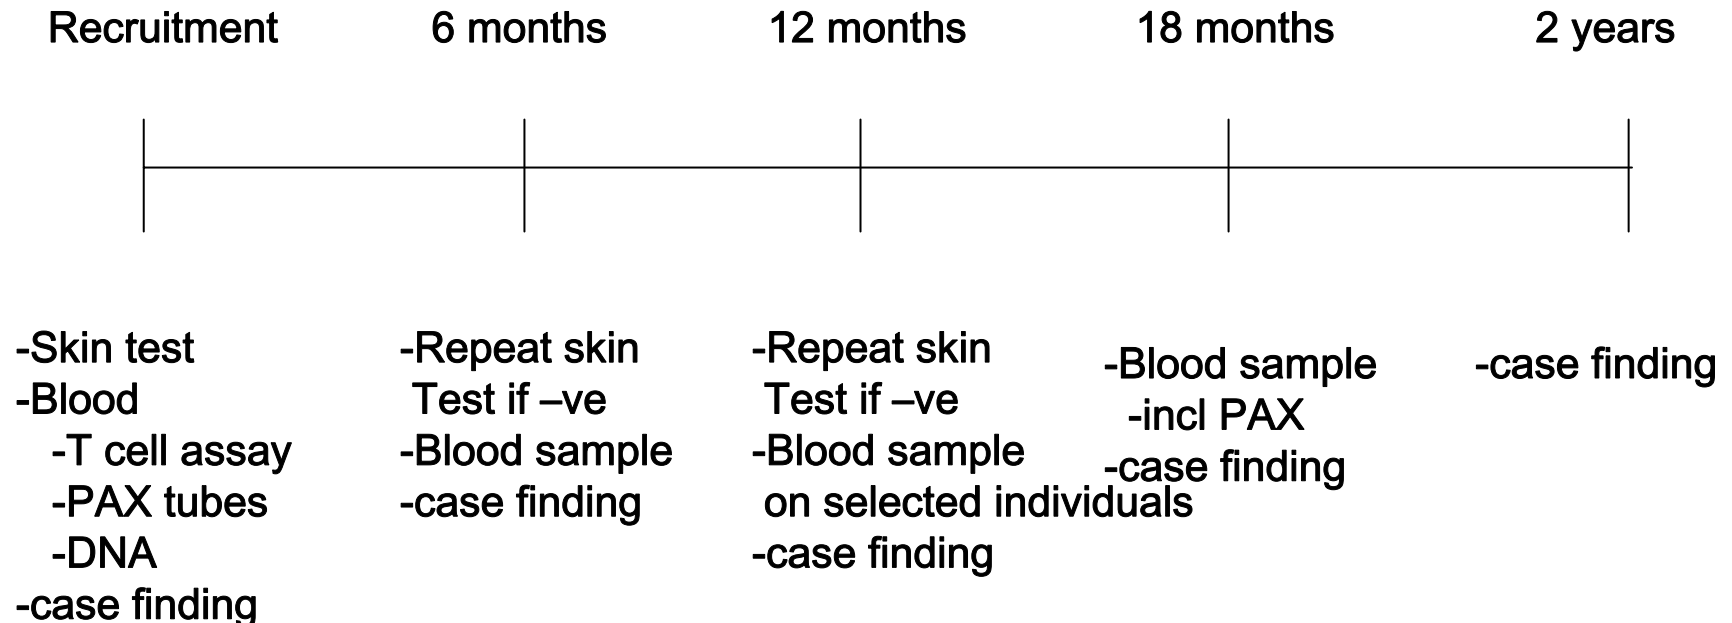 Recruitment 6 months 12 months 18 months 2 years
-Skin test
-Blood
-T cell assay
-PAX tubes
-DNA
-case finding
-Repeat skin
Test if –ve
-Blood sample
-case finding
-Repeat skin
Test if –ve
-Blood sample
on selected individuals
-case finding
-Blood sample
-incl PAX
-case finding
-case finding